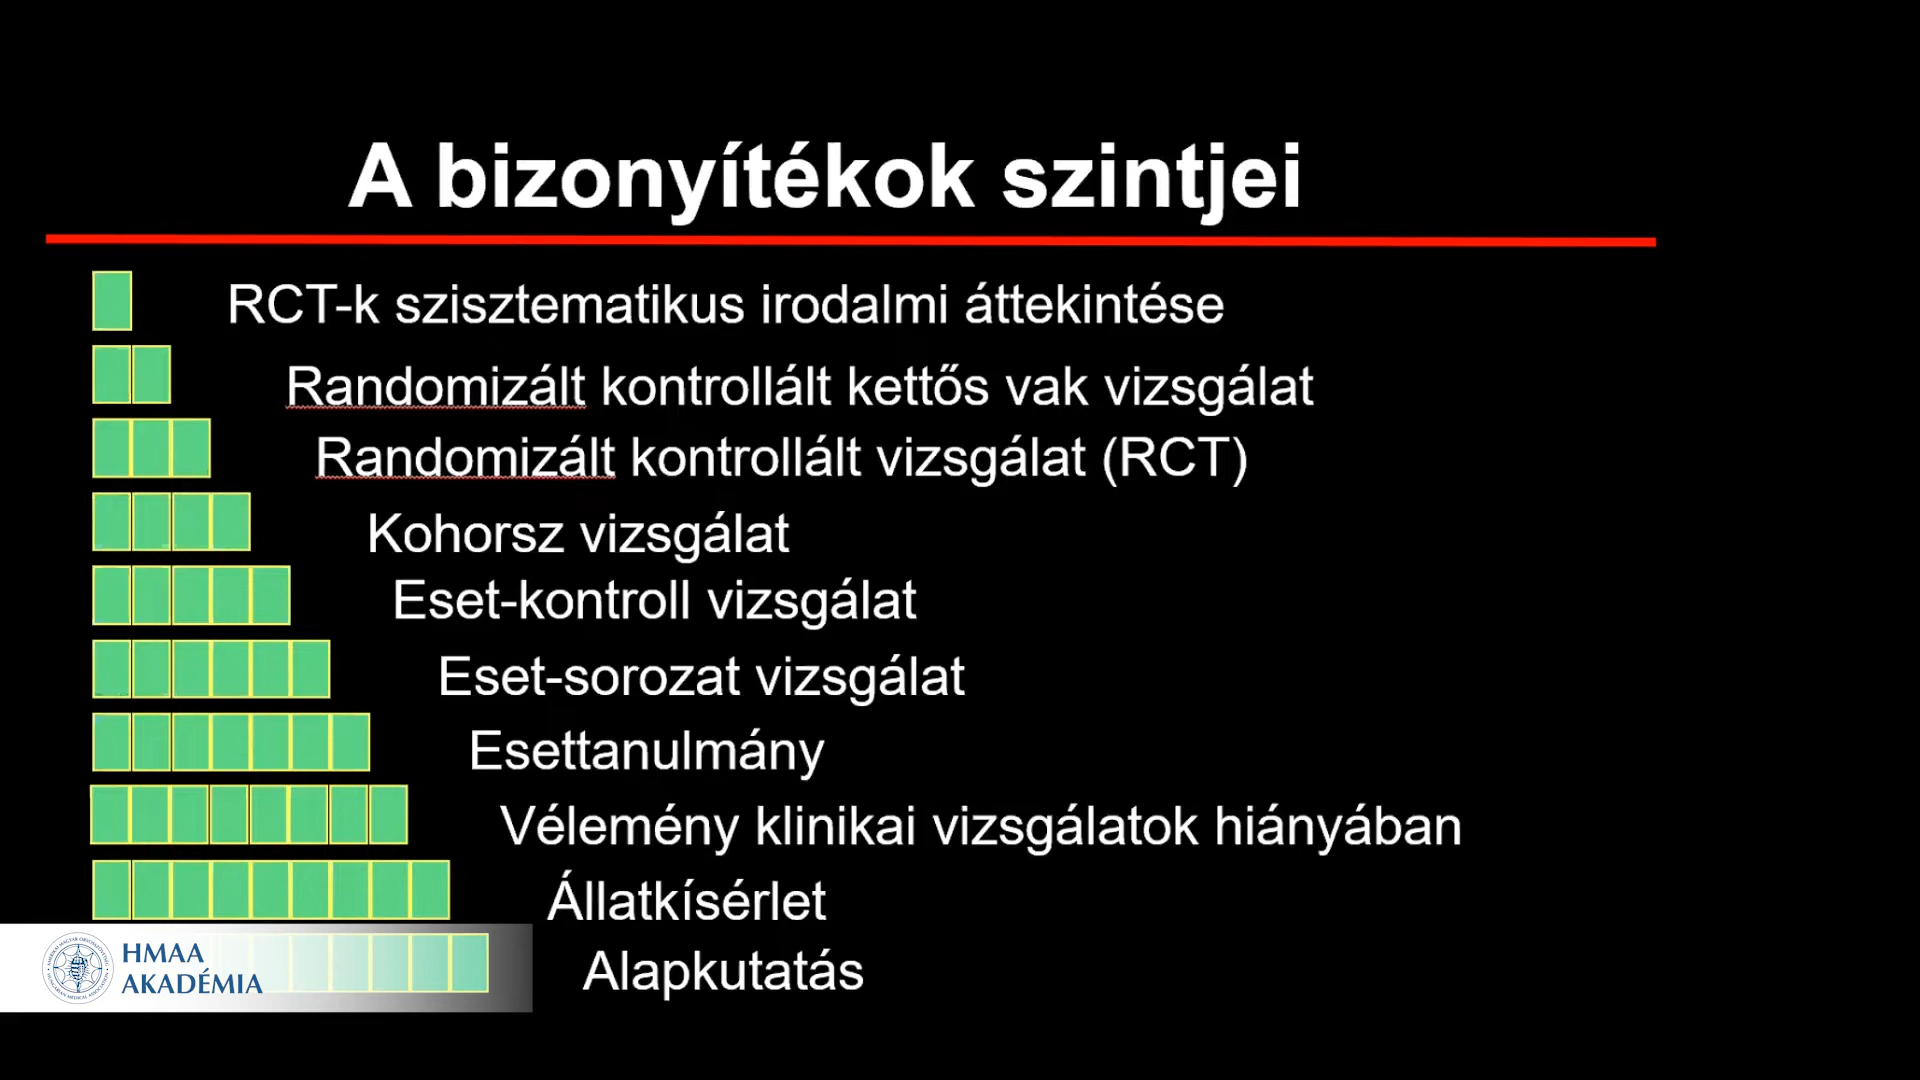 A bizonyítékok szintjei
RCT-k szisztematikus irodalmi áttekintése
Randomizált kontrollált kettős vak vizsgálat
Randomizált kontrollált vizsgálat (RCT)
Kohorsz vizsgálat
Eset-kontroll vizsgálat
Eset-sorozat vizsgálat
Esettanulmány
Vélemény klinikai vizsgálatok hiányában
Állatkísérlet
Alapkutatás
HMAA
AKADÉMIA